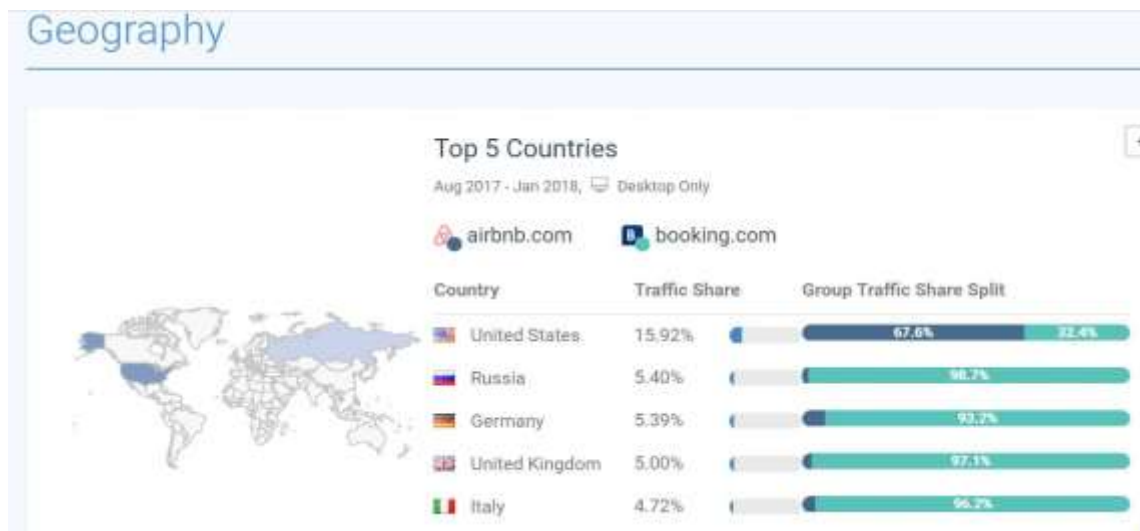 Geography
Top 5 Countries
Aug 2017 - Jan 2018, Desktop Only
airbnb.com B. booking.com
Country Traffic Share Group Traffic Share Split
United States 15.92% 67.6% 32.4%
Russia 5.40% 98.7%
Germany 5.39% 93.2%
United Kingdom 5.00% 97.1%
Italy 4.72% 96.2%